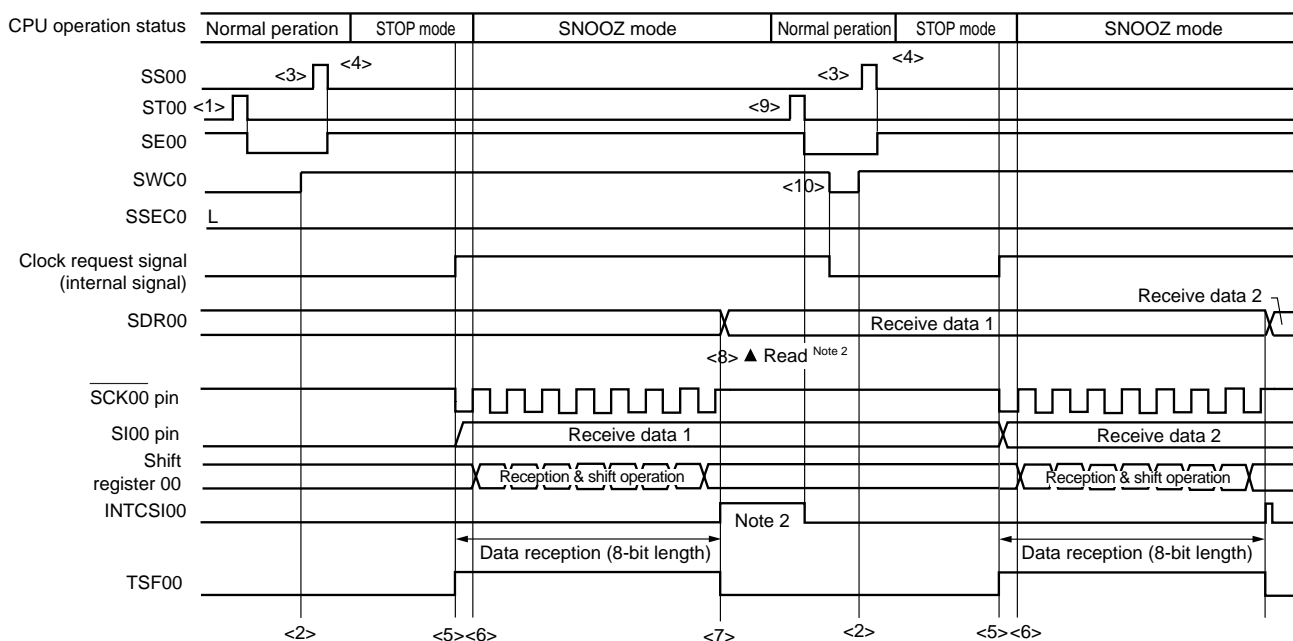 CPU operation status Normal peration STOP mode SNOOZ mode Normal peration STOP mode SNOOZ mode
SS00 <3> <4> <3> <4>
ST00 <1> <9>
SE00
SWC0 <10>
SSEC0 L
Clock request signal
(internal signal)
Receive data 2
SDR00 Receive data 1
<8> ▲ Read Note 2
SCK00 pin
SI00 pin Receive data 1 Receive data 2
Shift
register 00 Reception & shift operation Reception & shift operation
INTCSI00 Note 2
Data reception (8-bit length) Data reception (8-bit length)
TSF00
<2> <5><6> <7> <2> <5><6>